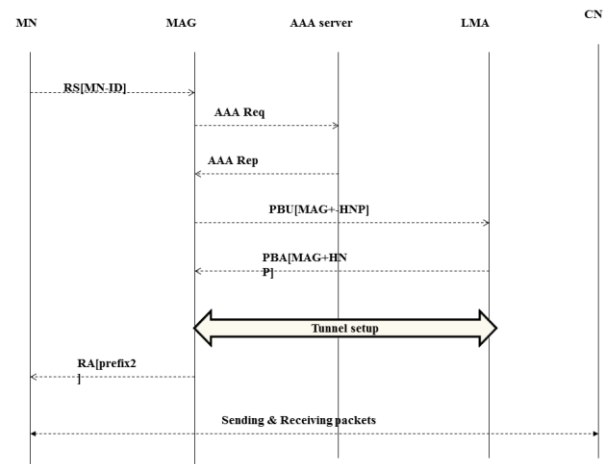 MN MAG AAA server LMA CN
RS[MN-ID]
AAA Req
AAA Rep
PBU[MAG+-HNP]
PBA[MAG+HN
P]
Tunnel setup
RA[prefix2
]
Sending & Receiving packets